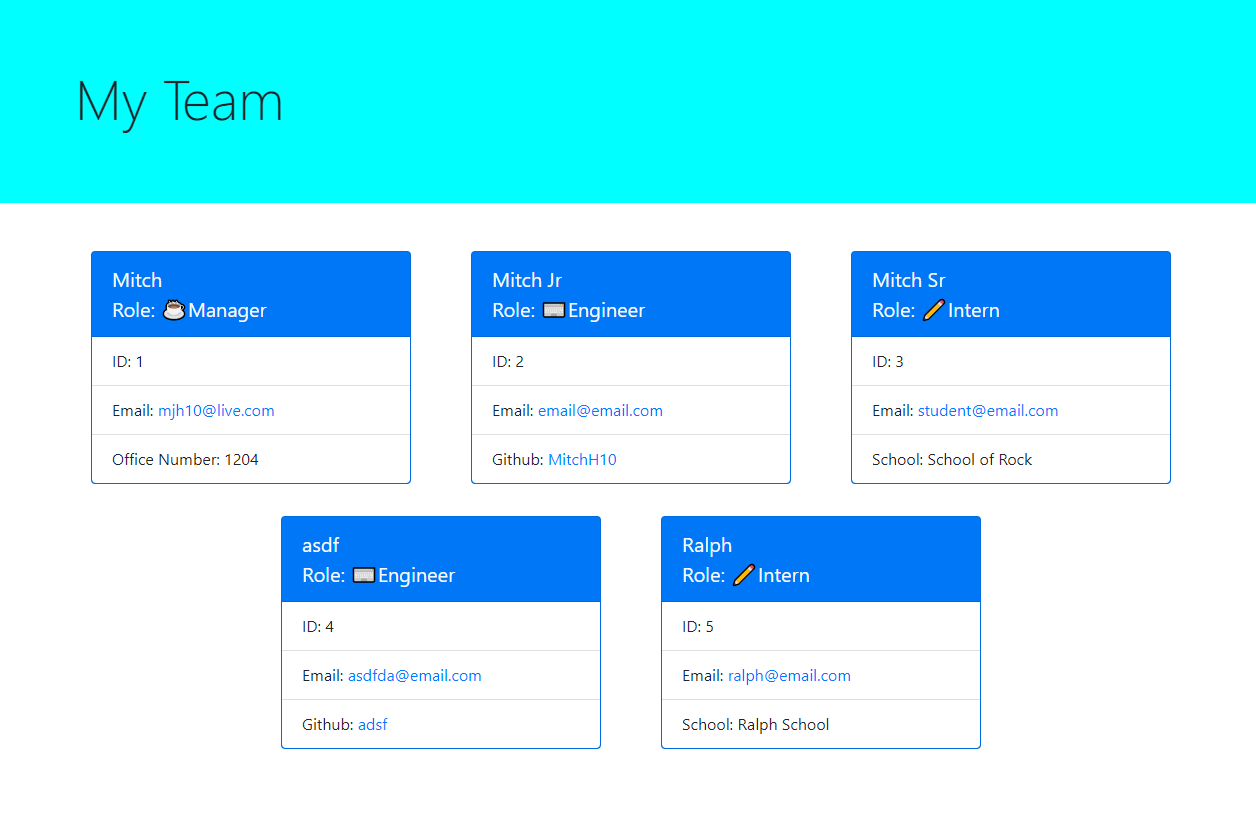 My Team
Mitch
Role: ☕Manager
ID: 1
Email: mjh10@live.com
Office Number: 1204
Mitch Jr
Role: ⌨Engineer
ID: 2
Email: email@email.com
Github: MitchH10
Mitch Sr
Role: ✏Intern
ID: 3
Email: student@email.com
School: School of Rock
asdf
Role: ⌨Engineer
ID: 4
Email: asdfda@email.com
Github: adsf
Ralph
Role: ✏Intern
ID: 5
Email: ralph@email.com
School: Ralph School